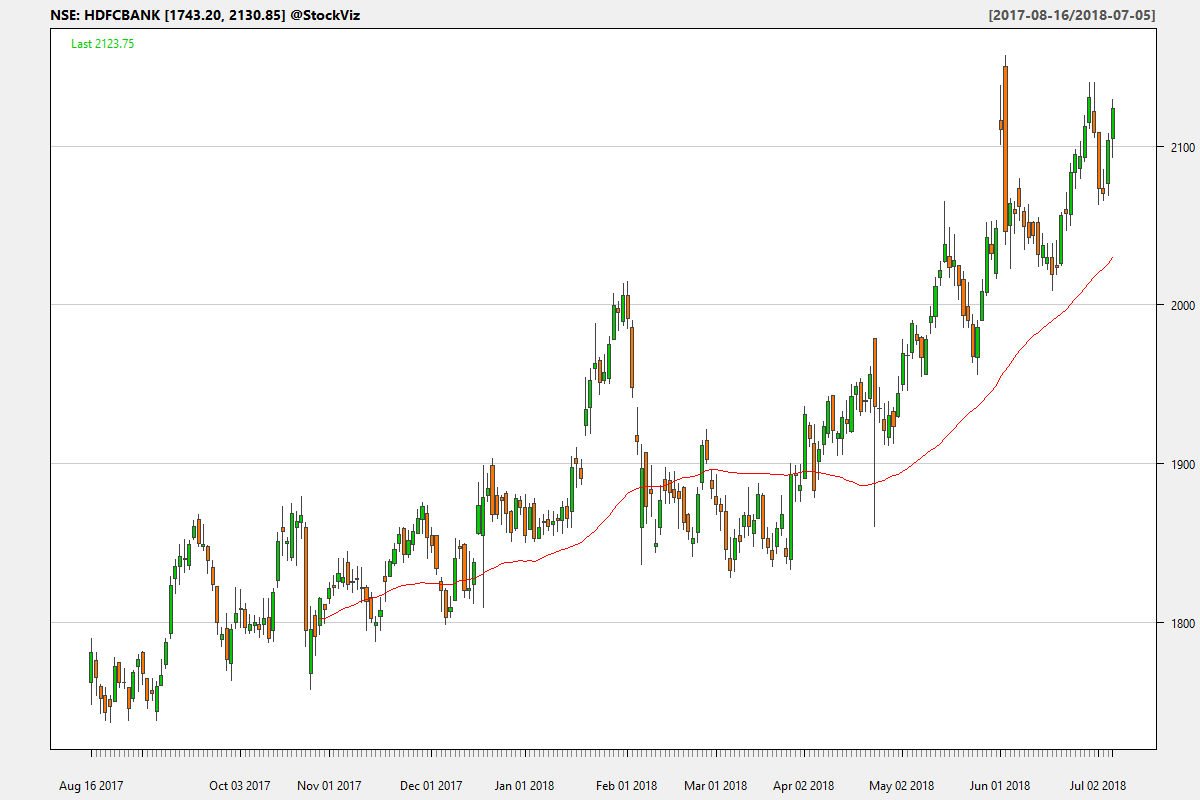 NSE: HDFCBANK [1743.20, 2130.85] @StockViz [2017-08-16/2018-07-05]
Last 2123.75
2100
2000
1900
1800
Aug 16 2017 Oct 03 2017 Nov 01 2017 Dec 01 2017 Jan 01 2018 Feb 01 2018 Mar 01 2018 Apr 02 2018 May 02 2018 Jun 01 2018 Jul 02 2018